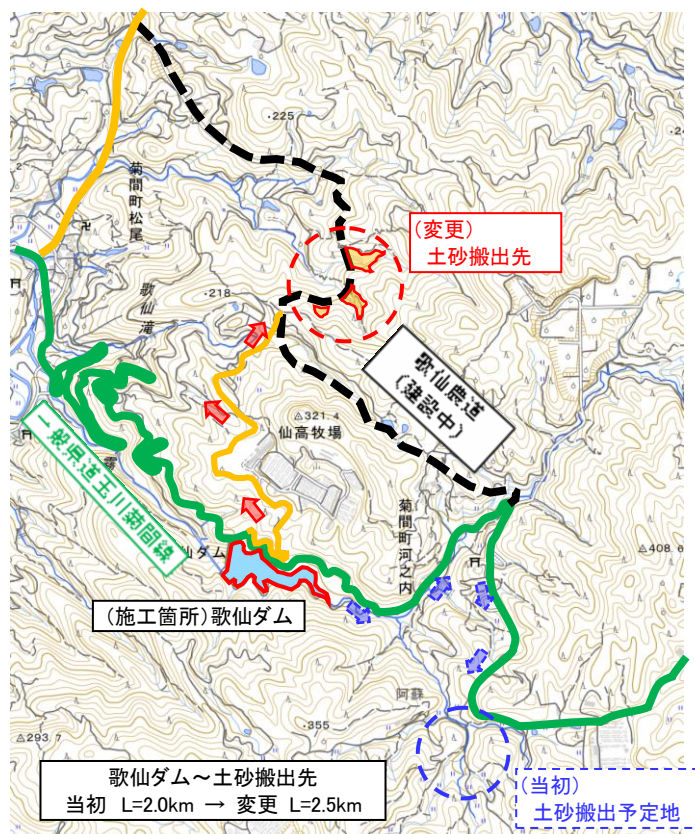 ・225
菊間町松尾
(変更)
土砂搬出先
・218
歌仙滝
歌仙農道
(建設中)
△321.4
仙高牧場
一般県道玉川菊間線
菊間町河之内
△408.6
仙ダム
(施工箇所)歌仙ダム
阿蘇
・355
△293.7
歌仙ダム～土砂搬出先
当初 L=2.0km → 変更 L=2.5km
(当初)
土砂搬出予定地